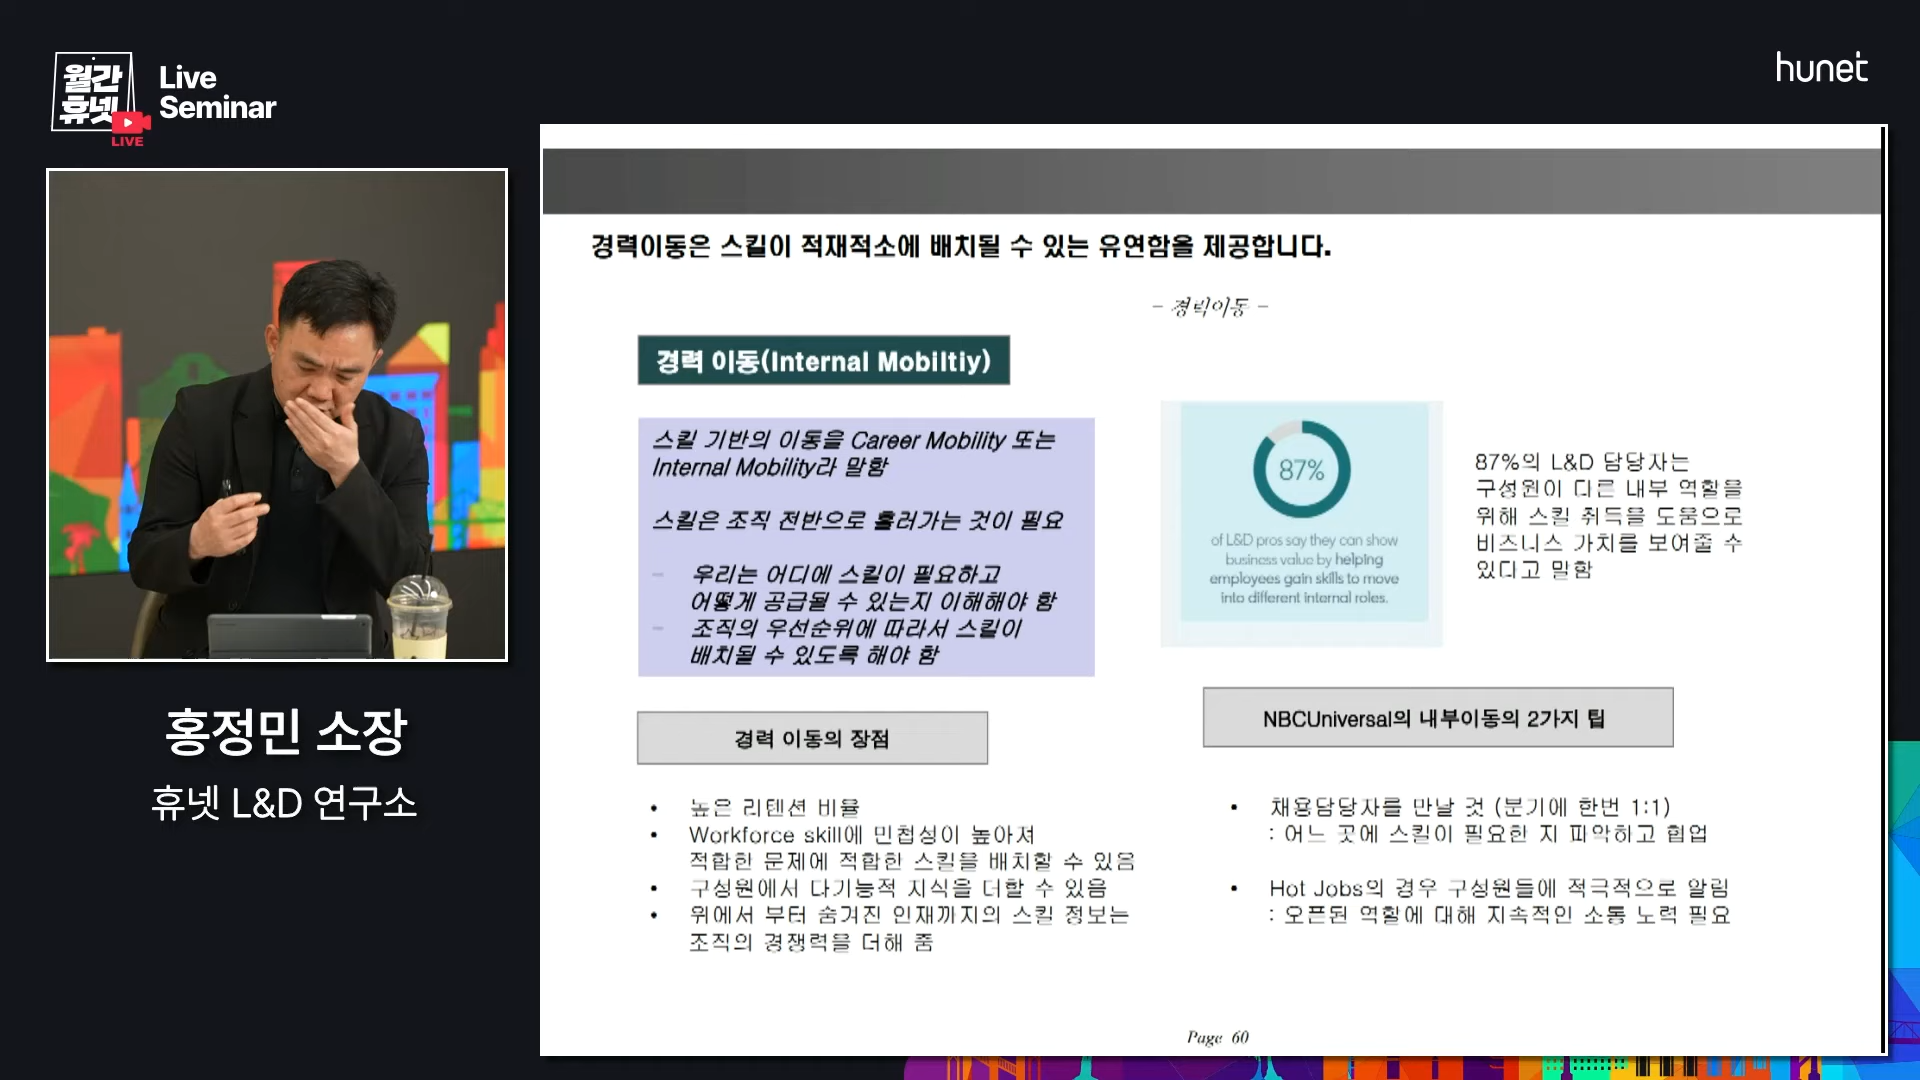 월간
휴넷
LIVE
Live
Seminar
hunet
홍정민 소장
휴넷 L&D 연구소
경력이동은 스킬이 적재적소에 배치될 수 있는 유연함을 제공합니다.
- 경력이동 -
경력 이동(Internal Mobiltiy)
스킬 기반의 이동을 Career Mobility 또는
Internal Mobility라 말함
스킬은 조직 전반으로 흘러가는 것이 필요
- 우리는 어디에 스킬이 필요하고
어떻게 공급될 수 있는지 이해해야 함
- 조직의 우선순위에 따라서 스킬이
배치될 수 있도록 해야 함
87%
of L&D pros say they can show
business value by helping
employees gain skills to move
into different internal roles.
87%의 L&D 담당자는
구성원이 다른 내부 역할을
위해 스킬 취득을 도움으로
비즈니스 가치를 보여줄 수
있다고 말함
경력 이동의 장점
• 높은 리텐션 비율
• Workforce skill에 민첩성이 높아져
적합한 문제에 적합한 스킬을 배치할 수 있음
• 구성원에서 다기능적 지식을 더할 수 있음
• 위에서 부터 숨겨진 인재까지의 스킬 정보는
조직의 경쟁력을 더해 줌
NBCUniversal의 내부이동의 2가지 팁
• 채용담당자를 만날 것 (분기에 한번 1:1)
: 어느 곳에 스킬이 필요한 지 파악하고 협업
• Hot Jobs의 경우 구성원들에 적극적으로 알림
: 오픈된 역할에 대해 지속적인 소통 노력 필요
Page 60